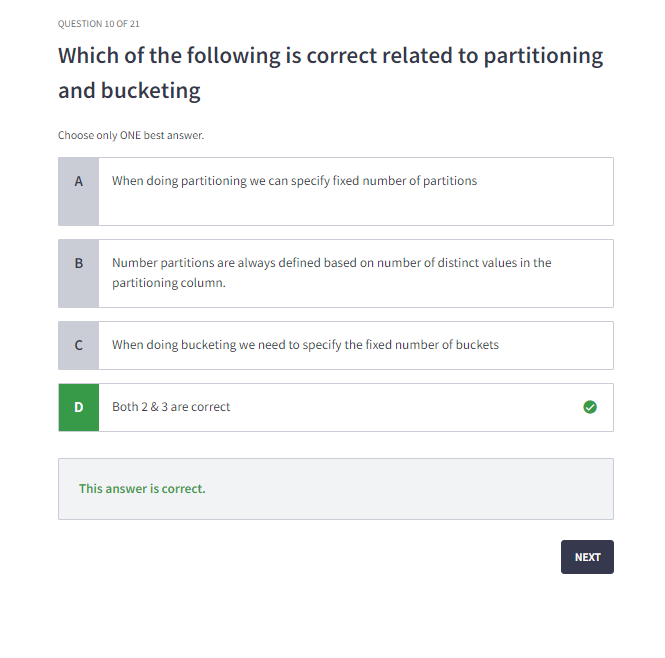 QUESTION 10 OF 21
Which of the following is correct related to partitioning
and bucketing
Choose only ONE best answer.
A
When doing partitioning we can specify fixed number of partitions
B
Number partitions are always defined based on number of distinct values in the
partitioning column.
C
When doing bucketing we need to specify the fixed number of buckets
D
Both 2 & 3 are correct
This answer is correct.
NEXT